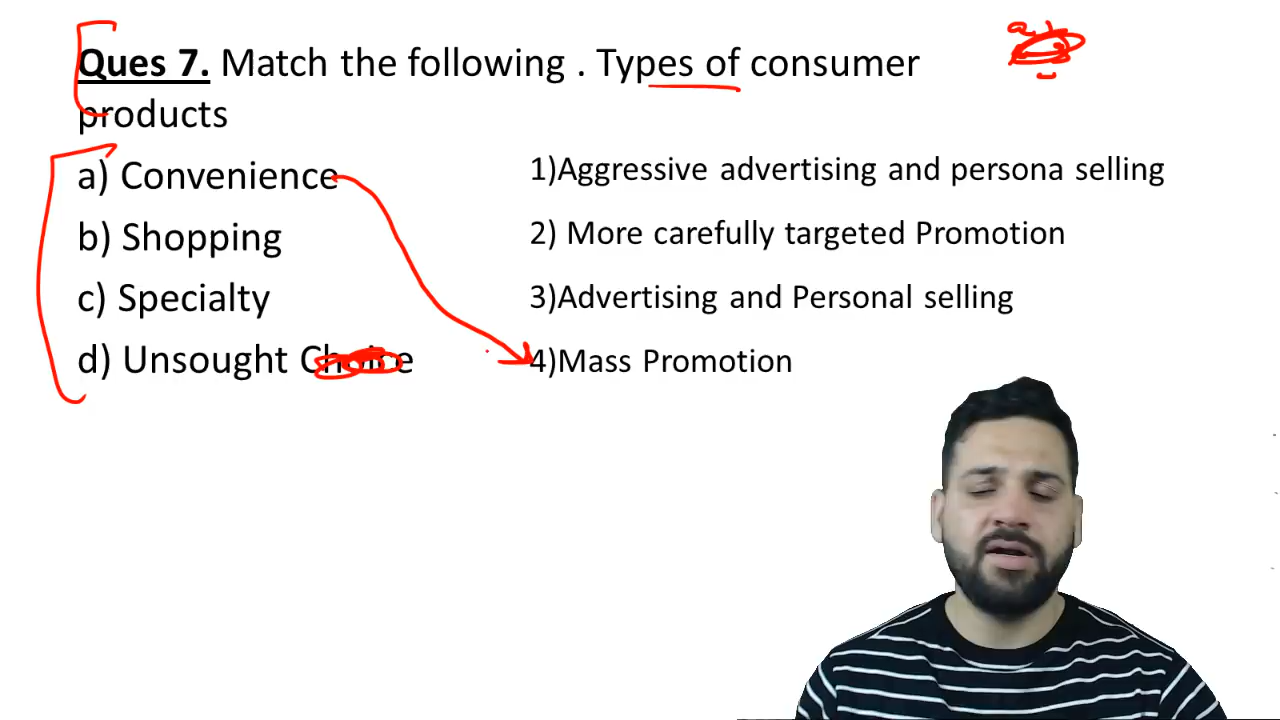 Ques 7. Match the following . Types of consumer
products
a) Convenience
1)Aggressive advertising and persona selling
b) Shopping
2) More carefully targeted Promotion
c) Specialty
3)Advertising and Personal selling
d) Unsought Choice
4)Mass Promotion